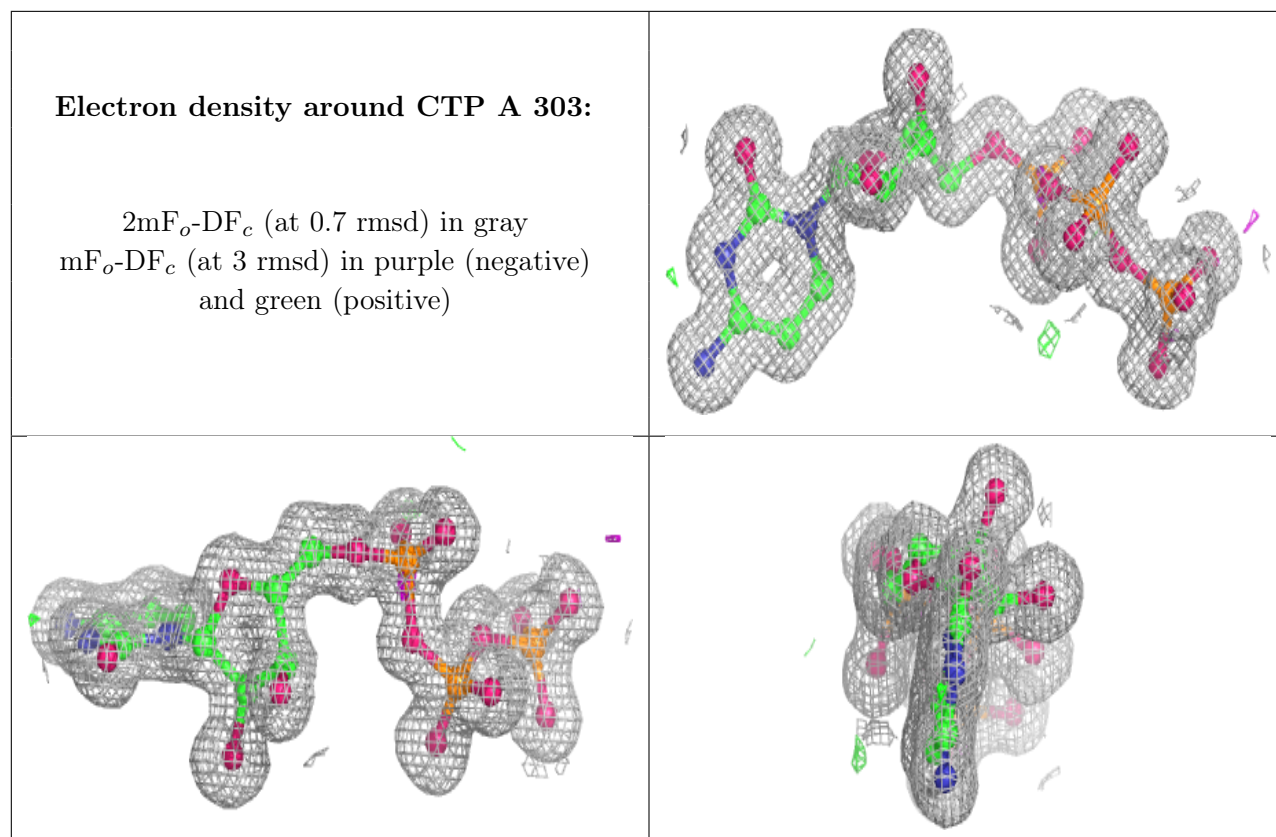 Electron density around CTP A 303:
2mFo-DFc (at 0.7 rmsd) in gray
mFo-DFc (at 3 rmsd) in purple (negative)
and green (positive)